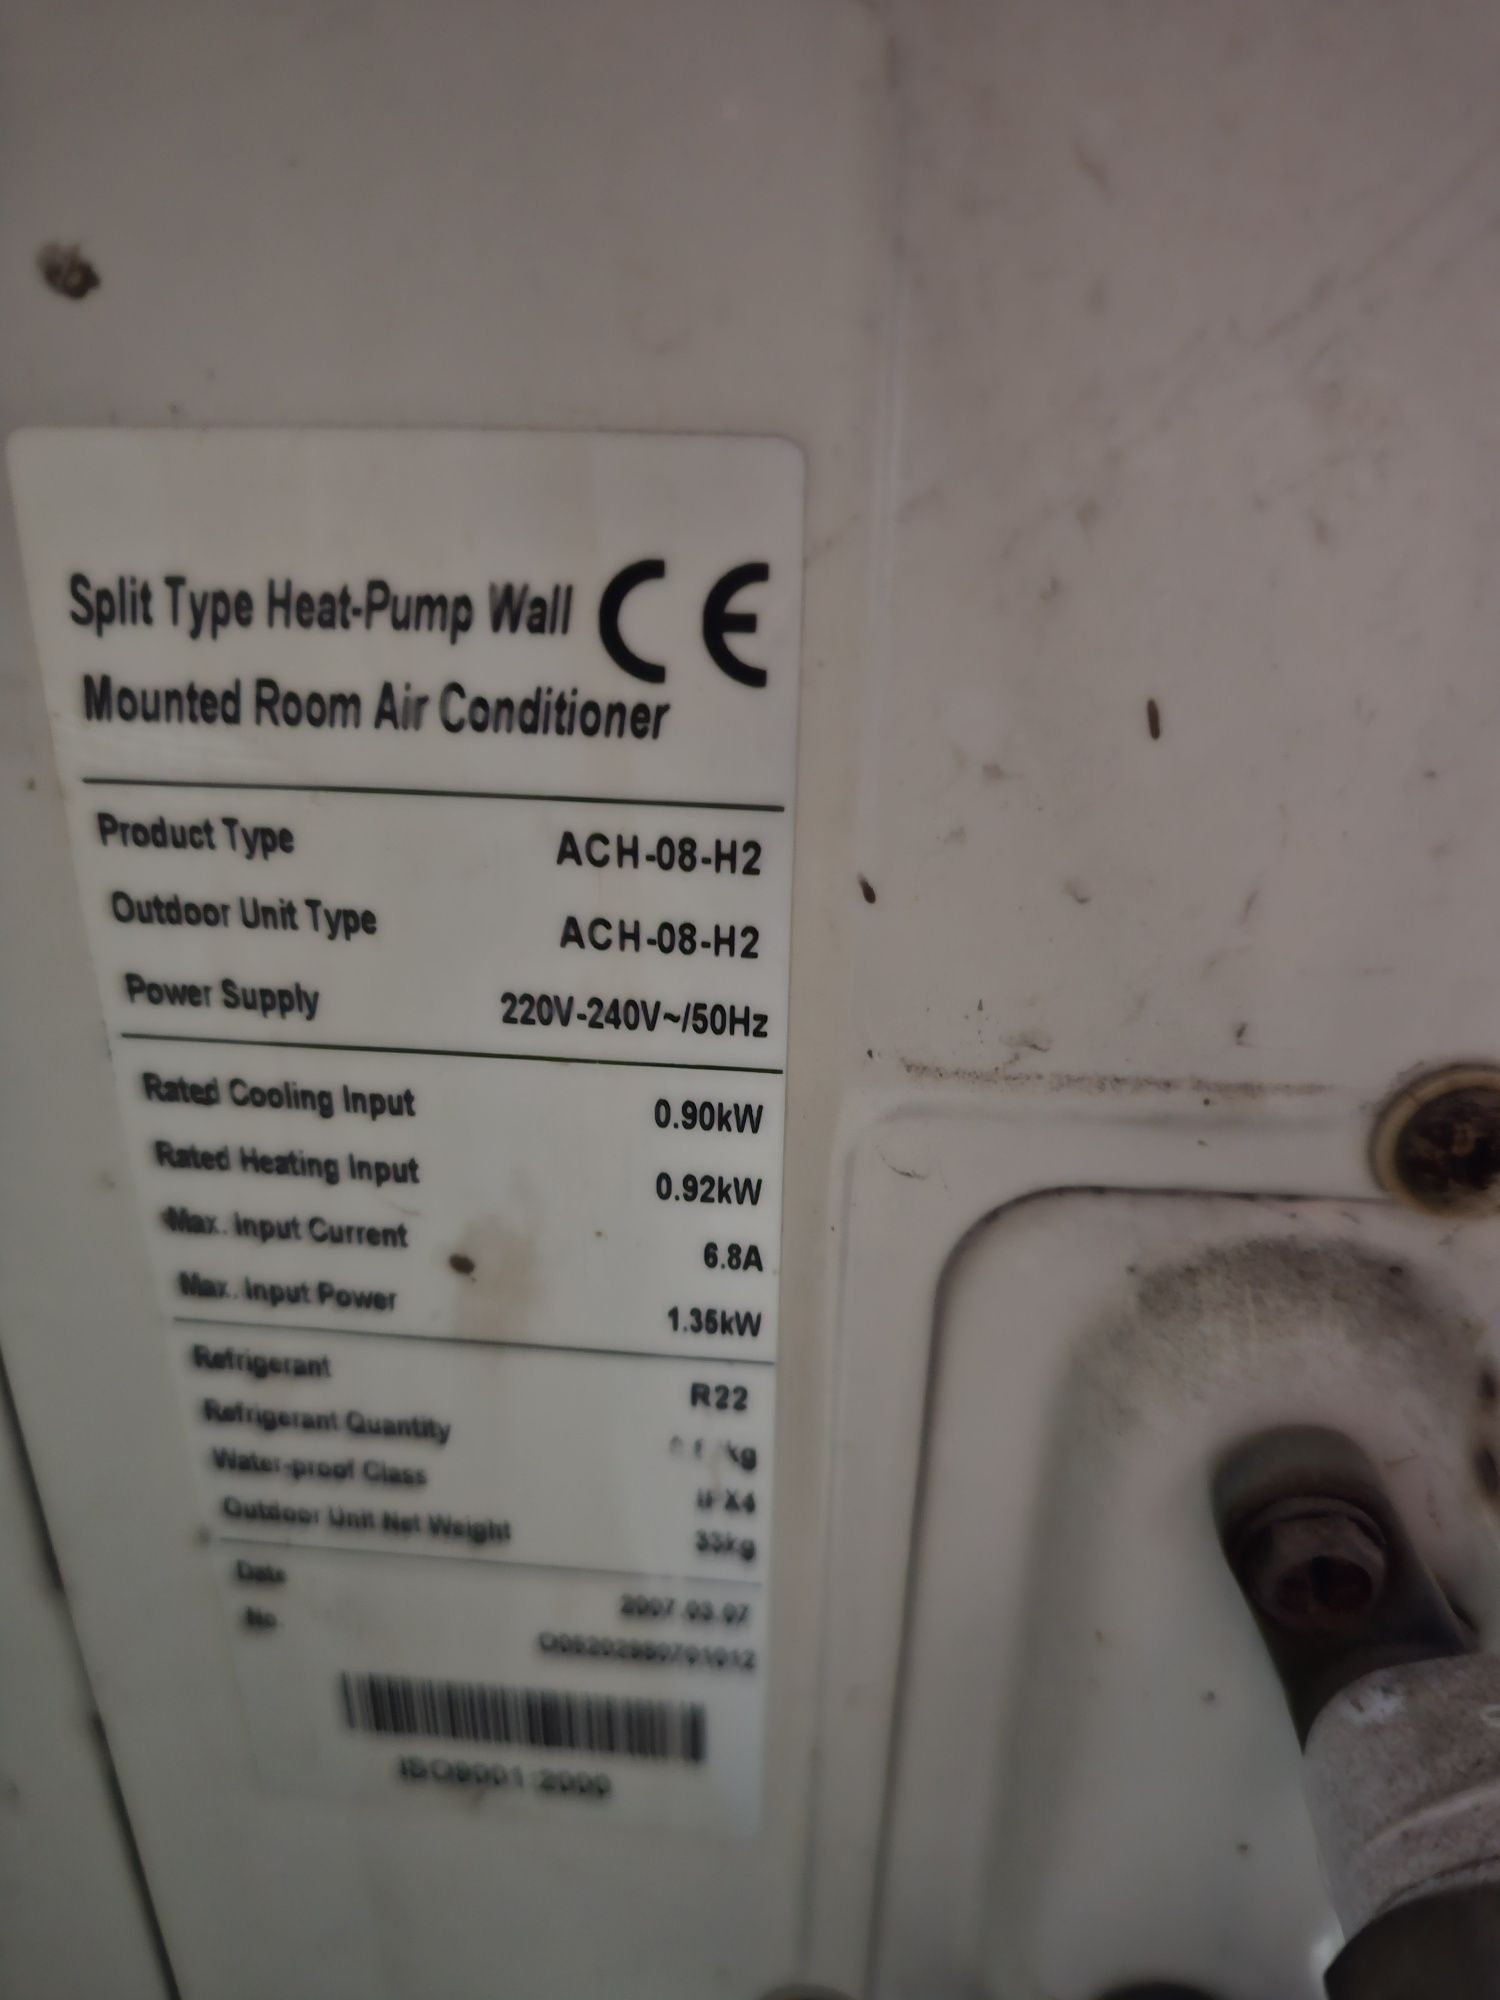 Split Type Heat-Pump Wall CE
Mounted Room Air Conditioner
Product Type ACH-08-H2
Outdoor Unit Type ACH-08-H2
Power Supply 220V-240V~/50Hz
Rated Cooling Input 0.90kW
Rated Heating Input 0.92kW
Max. Input Current 6.8A
Max. Input Power 1.35kW
Refrigerant R22
Refrigerant Quantity kg
Water-proof Class
Outdoor Unit Net Weight 33kg
Date 2007.03.07
No.
ISO9001:2000